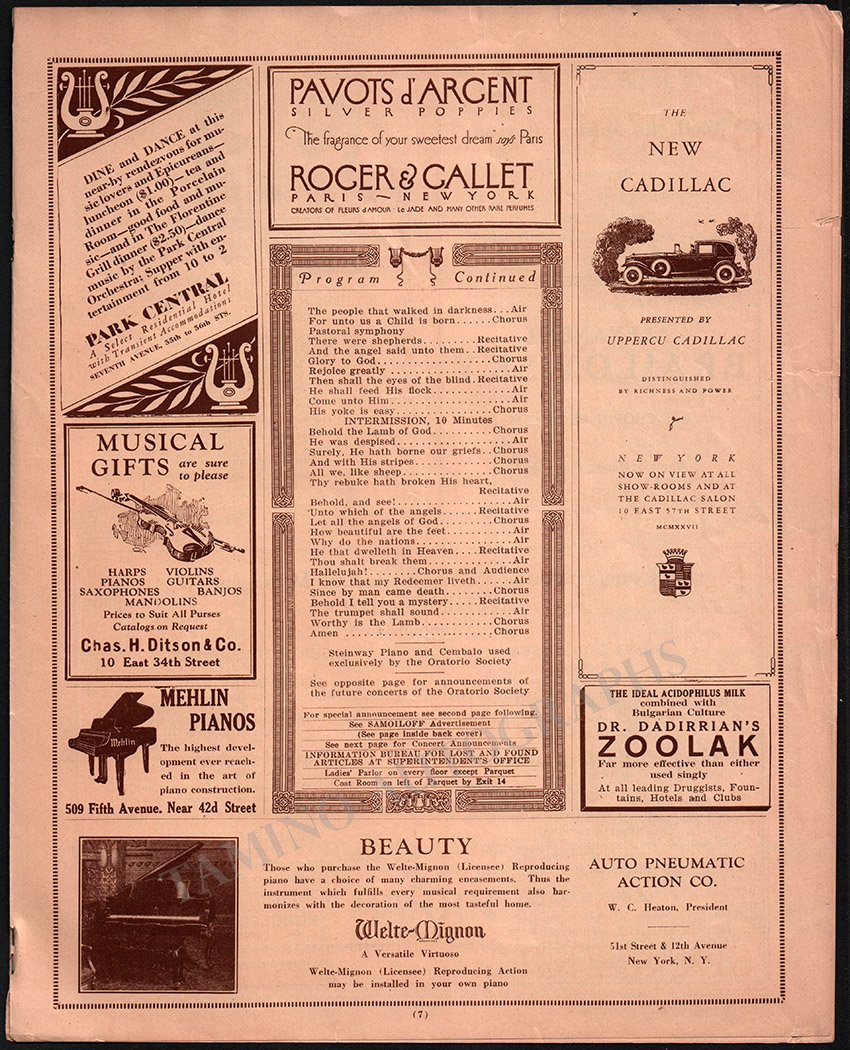 DINE and DANCE at this
near-by rendezvous for mu-
sic lovers and Epicureans—
luncheon ($1.00)—tea and
dinner in the Porcelain
Room—good food and mu-
sic—and in The Florentine
Grill dinner ($2.50)—dance
music by the Park Central
Orchestra; Supper with en-
tertainment from 10 to 2
PARK CENTRAL
A Select Residential Hotel
with Transient Accommodations
SEVENTH AVENUE, 55th to 56th STS.
MUSICAL
GIFTS are sure
to please
HARPS VIOLINS
PIANOS GUITARS
SAXOPHONES BANJOS
MANDOLINS
Prices to Suit All Purses
Catalogs on Request
Chas. H. Ditson & Co.
10 East 34th Street
MEHLIN
PIANOS
Mehlin
The highest devel-
opment ever reach-
ed in the art of
piano construction.
509 Fifth Avenue. Near 42d Street
PAVOTS d'ARGENT
SILVER POPPIES
The fragrance of your sweetest dream says Paris
ROGER & GALLET
PARIS — NEW YORK
CREATORS OF FLEURS d'AMOUR · Le JADE AND MANY OTHER RARE PERFUMES
Program Continued
The people that walked in darkness...Air
For unto us a Child is born......Chorus
Pastoral symphony
There were shepherds..........Recitative
And the angel said unto them..Recitative
Glory to God....................Chorus
Rejoice greatly ....................Air
Then shall the eyes of the blind.Recitative
He shall feed His flock..............Air
Come unto Him......................Air
His yoke is easy.................Chorus
INTERMISSION, 10 Minutes
Behold the Lamb of God..........Chorus
He was despised....................Air
Surely, He hath borne our griefs..Chorus
And with His stripes.............Chorus
All we, like sheep...............Chorus
Thy rebuke hath broken His heart,
Recitative
Behold, and see!....................Air
Unto which of the angels......Recitative
Let all the angels of God.........Chorus
How beautiful are the feet...........Air
Why do the nations.................Air
He that dwelleth in Heaven....Recitative
Thou shalt break them...............Air
Hallelujah!........Chorus and Audience
I know that my Redeemer liveth......Air
Since by man came death.........Chorus
Behold I tell you a mystery.....Recitative
The trumpet shall sound.............Air
Worthy is the Lamb..............Chorus
Amen ...........................Chorus
Steinway Piano and Cembalo used
exclusively by the Oratorio Society
See opposite page for announcements of
the future concerts of the Oratorio Society
For special announcement see second page following.
See SAMOILOFF Advertisement
(See page inside back cover)
See next page for Concert Announcements
INFORMATION BUREAU FOR LOST AND FOUND
ARTICLES AT SUPERINTENDENT'S OFFICE
Ladies' Parlor on every floor except Parquet
Coat Room on left of Parquet by Exit 14
THE
NEW
CADILLAC
PRESENTED BY
UPPERCU CADILLAC
DISTINGUISHED
BY RICHNESS AND POWER
NEW YORK
NOW ON VIEW AT ALL
SHOW-ROOMS AND AT
THE CADILLAC SALON
10 EAST 57TH STREET
MCMXXVII
THE IDEAL ACIDOPHILUS MILK
combined with
Bulgarian Culture
DR. DADIRRIAN'S
ZOOLAK
Far more effective than either
used singly
At all leading Druggists, Foun-
tains, Hotels and Clubs
BEAUTY
Those who purchase the Welte-Mignon (Licensee) Reproducing
piano have a choice of many charming encasements. Thus the
instrument which fulfills every musical requirement also har-
monizes with the decoration of the most tasteful home.
Welte-Mignon
A Versatile Virtuoso
Welte-Mignon (Licensee) Reproducing Action
may be installed in your own piano
AUTO PNEUMATIC
ACTION CO.
W. C. Heaton, President
51st Street & 12th Avenue
New York, N. Y.
(7)
TAMINO AUTOGRAPHS